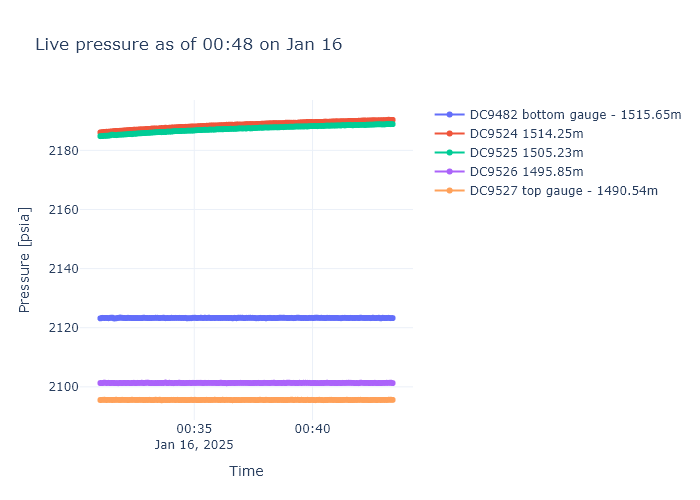 Live pressure as of 00:48 on Jan 16
DC9482 bottom gauge - 1515.65m
DC9524 1514.25m
DC9525 1505.23m
DC9526 1495.85m
DC9527 top gauge - 1490.54m
Pressure [psia]
2180
2160
2140
2120
2100
00:35
Jan 16, 2025
00:40
Time